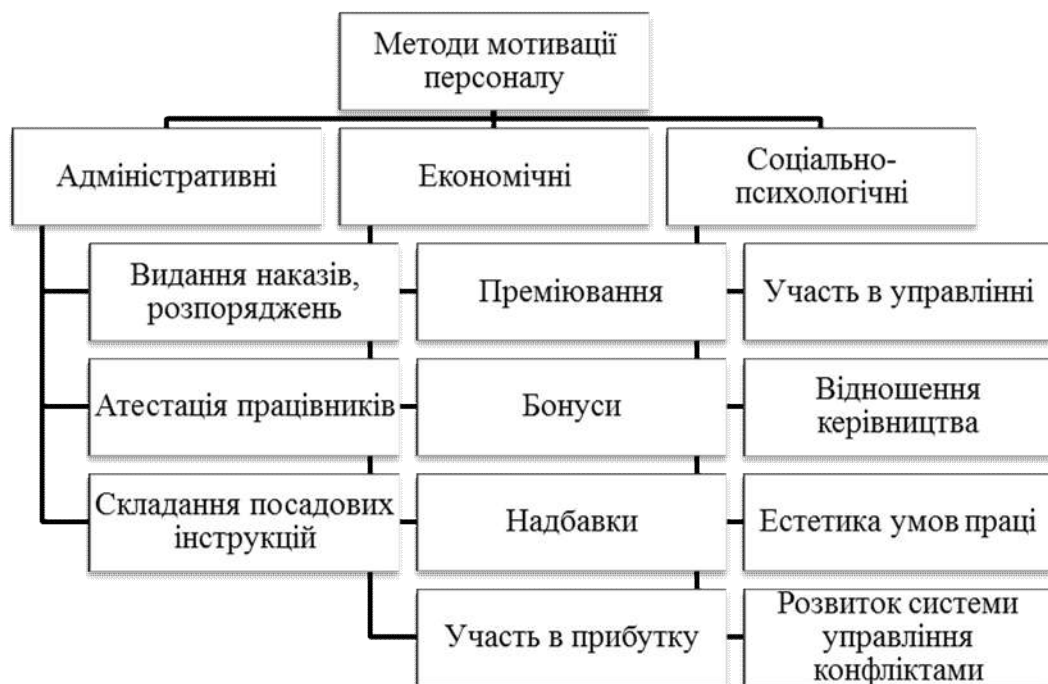 Методи мотивації
персоналу
Адміністративні
Економічні
Соціально-
психологічні
Видання наказів,
розпоряджень
Преміювання
Участь в управлінні
Атестація працівників
Бонуси
Відношення
керівництва
Складання посадових
інструкцій
Надбавки
Естетика умов праці
Участь в прибутку
Розвиток системи
управління
конфліктами